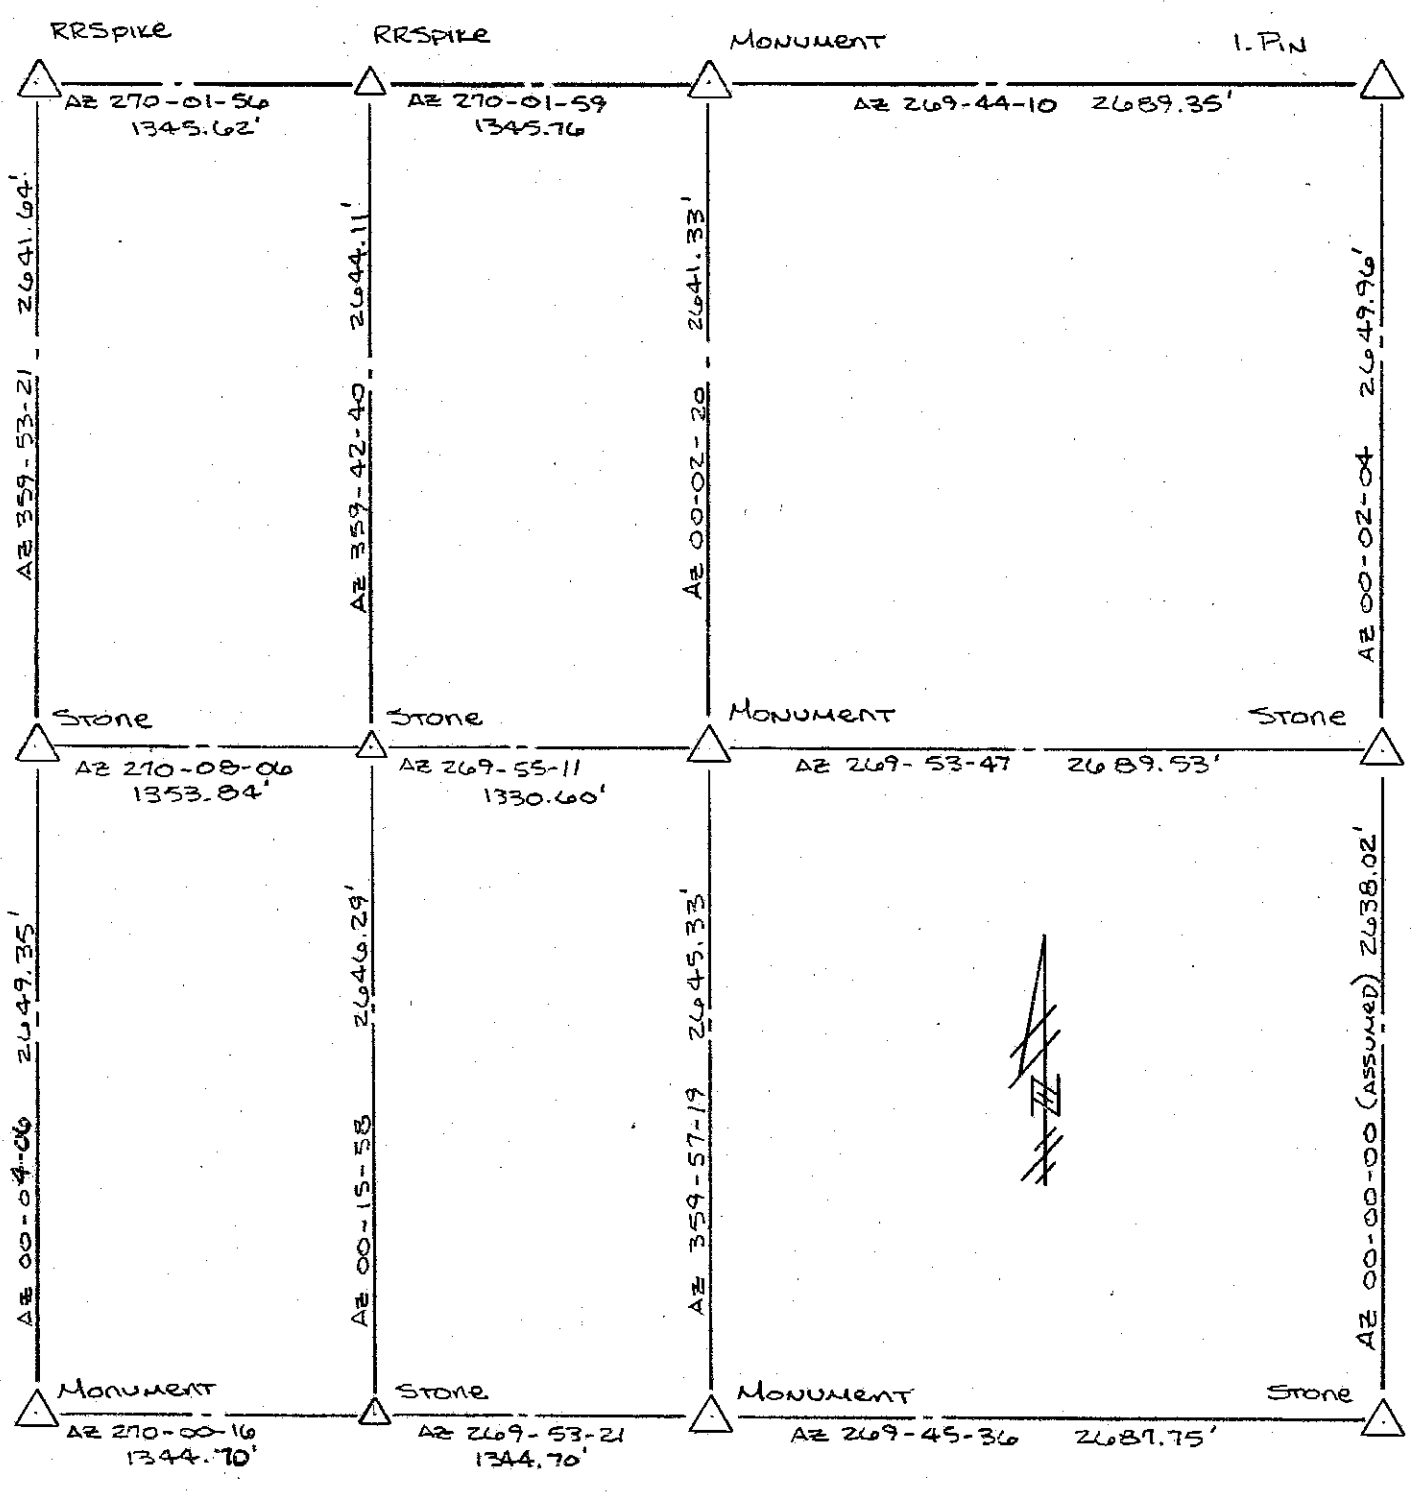 RRSpike
RRSpike
Monument
I. Pin
AZ 270-01-56
1345.62'
AZ 270-01-59
1345.76
AZ 269-44-10 2689.35'
AZ 359-53-21 2641.64'
AZ 359-42-40 2644.11'
AZ 00-02-20 2641.33'
AZ 00-02-04 2649.96'
Stone
Stone
Monument
Stone
AZ 270-08-06
1353.84'
AZ 269-55-11
1330.60'
AZ 269-53-47 2689.53'
AZ 00-04-06 2649.35'
AZ 00-15-58 2646.29'
AZ 359-57-19 2645.33'
N
AZ 00-00-00 (ASSUMED) 2638.02'
Monument
Stone
Monument
Stone
AZ 270-00-16
1344.70'
AZ 269-53-21
1344.70'
AZ 269-45-36 2687.75'